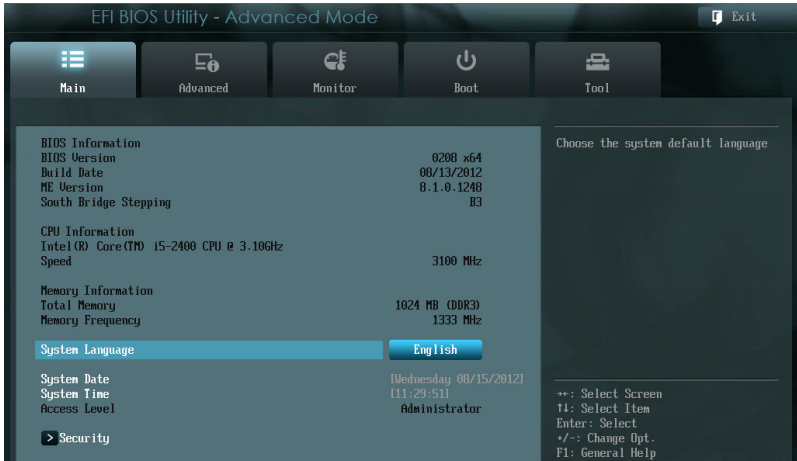 EFI BIOS Utility - Advanced Mode
Exit
Main
Advanced
Monitor
Boot
Tool
BIOS Information
BIOS Version 0208 x64
Build Date 08/13/2012
ME Version 8.1.0.1248
South Bridge Stepping B3
CPU Information
Intel(R) Core(TM) i5-2400 CPU @ 3.10GHz
Speed 3100 MHz
Memory Information
Total Memory 1024 MB (DDR3)
Memory Frequency 1333 MHz
System Language English
System Date [Wednesday 08/15/2012]
System Time [11:29:51]
Access Level Administrator
> Security
Choose the system default language
→←: Select Screen
↑↓: Select Item
Enter: Select
+/-: Change Opt.
F1: General Help